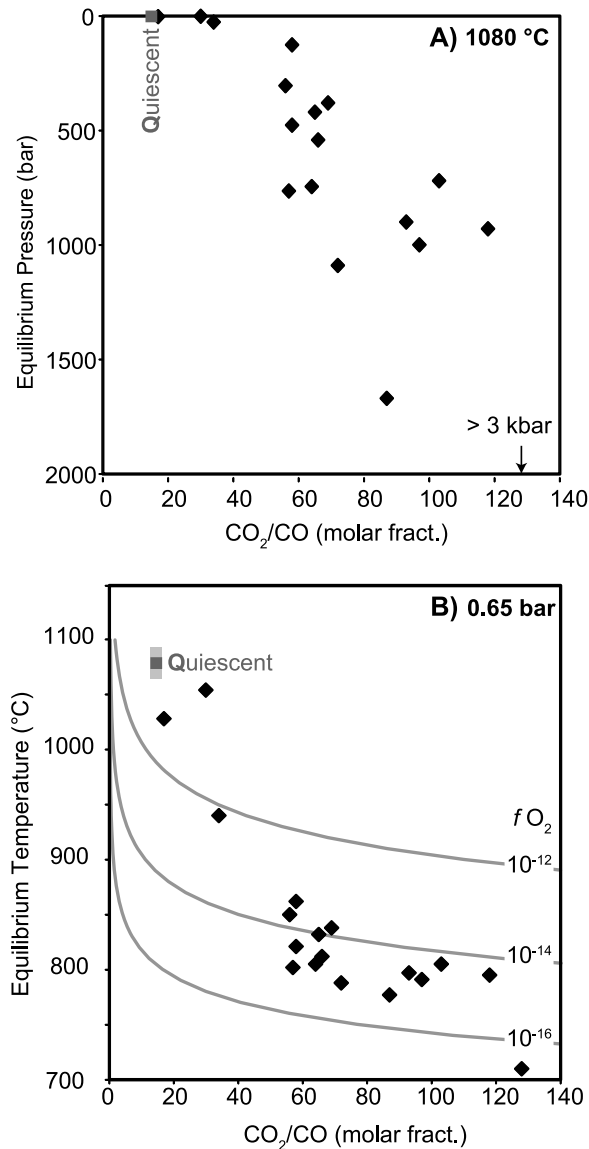 A) 1080 °C
Quiescent
Equilibrium Pressure (bar)
0
500
1000
1500
2000
> 3 kbar
0 20 40 60 80 100 120 140
CO₂/CO (molar fract.)
B) 0.65 bar
Quiescent
Equilibrium Temperature (°C)
1100
1000
900
800
700
f O₂
10⁻¹²
10⁻¹⁴
10⁻¹⁶
0 20 40 60 80 100 120 140
CO₂/CO (molar fract.)